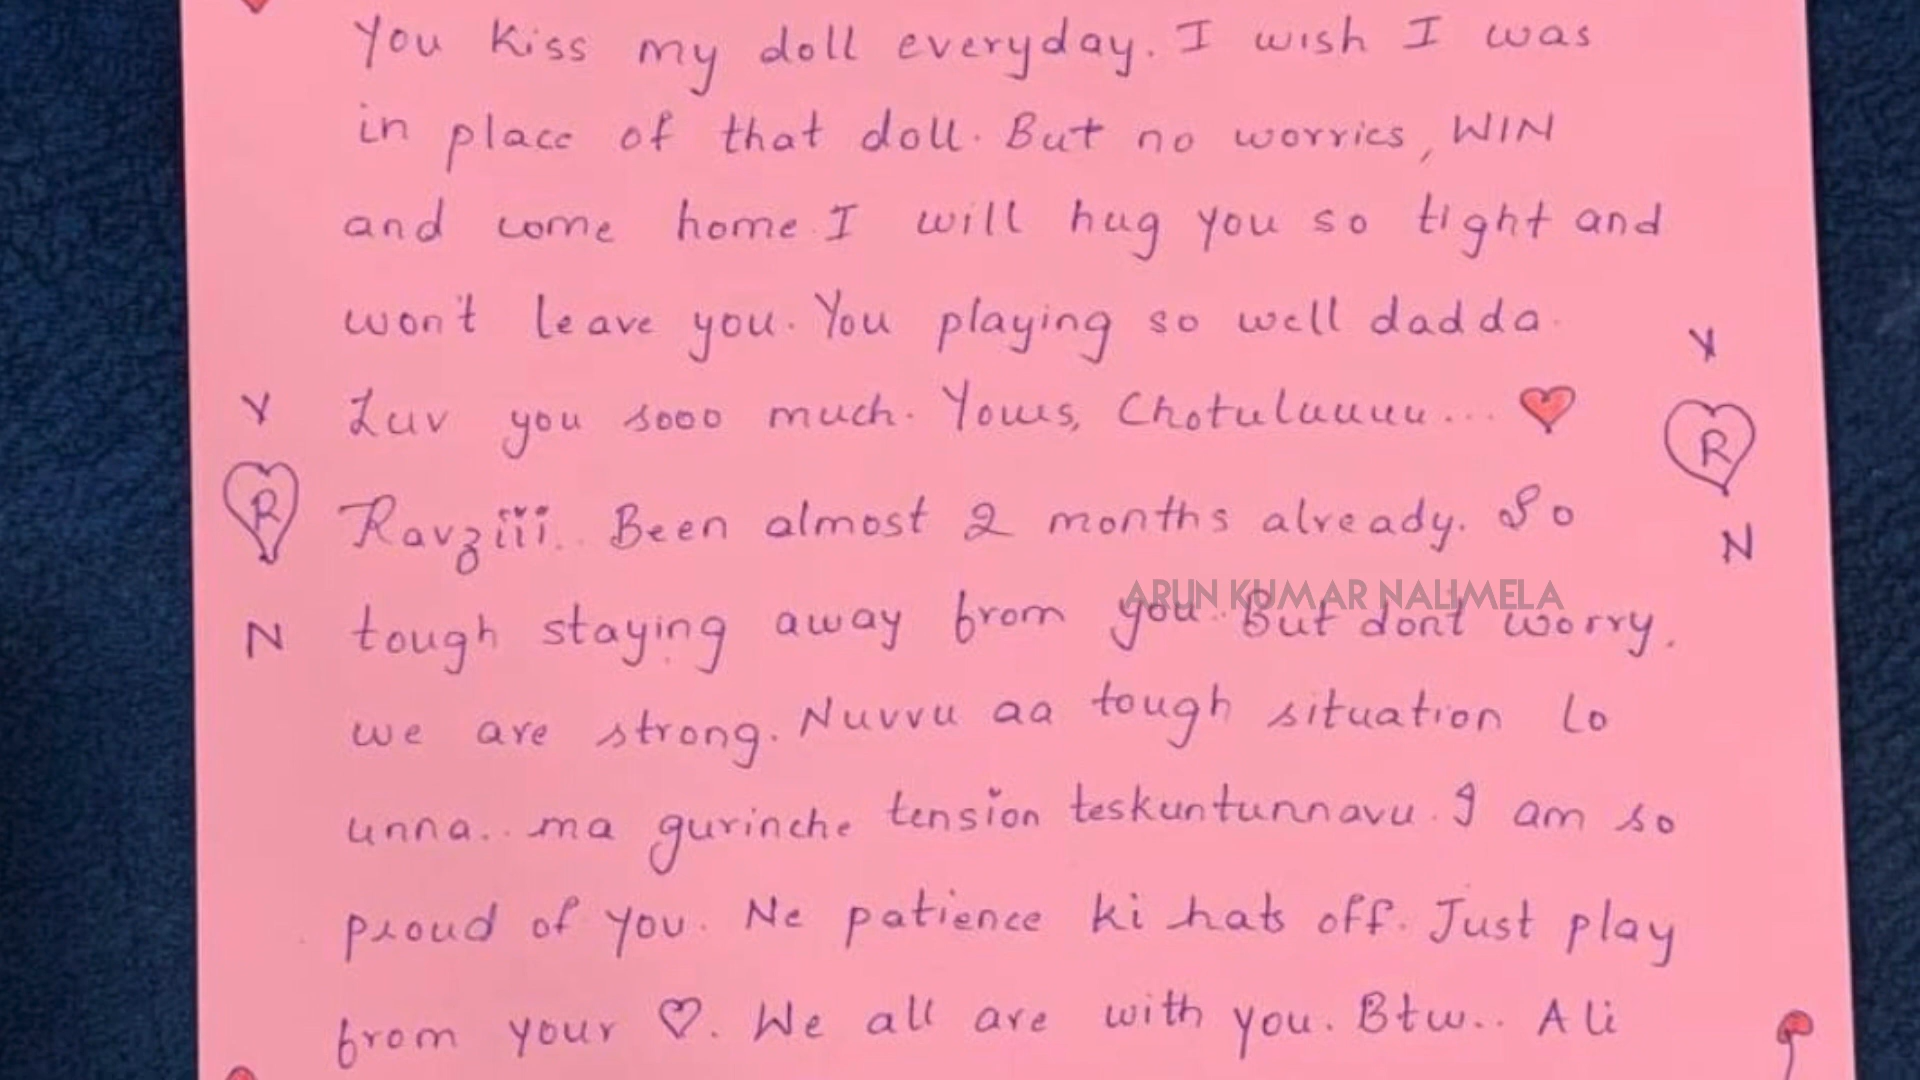 You Kiss my doll everyday. I wish I was
in place of that doll. But no worries, WIN
and come home. I will hug you so tight and
won't leave you. You playing so well dadda.
Luv you sooo much. Yours, Chotuluuuu... ❤
Ravziii.. Been almost 2 months already. So
tough staying away from you. But dont worry.
we are strong. Nuvvu aa tough situation lo
unna.. ma gurinche tension teskuntunnavu. I am so
proud of you. Ne patience ki hats off. Just play
from your ♡. We all are with you. Btw.. Ali
Y
R
N
Y
R
N
ARUN KUMAR NALIMELA